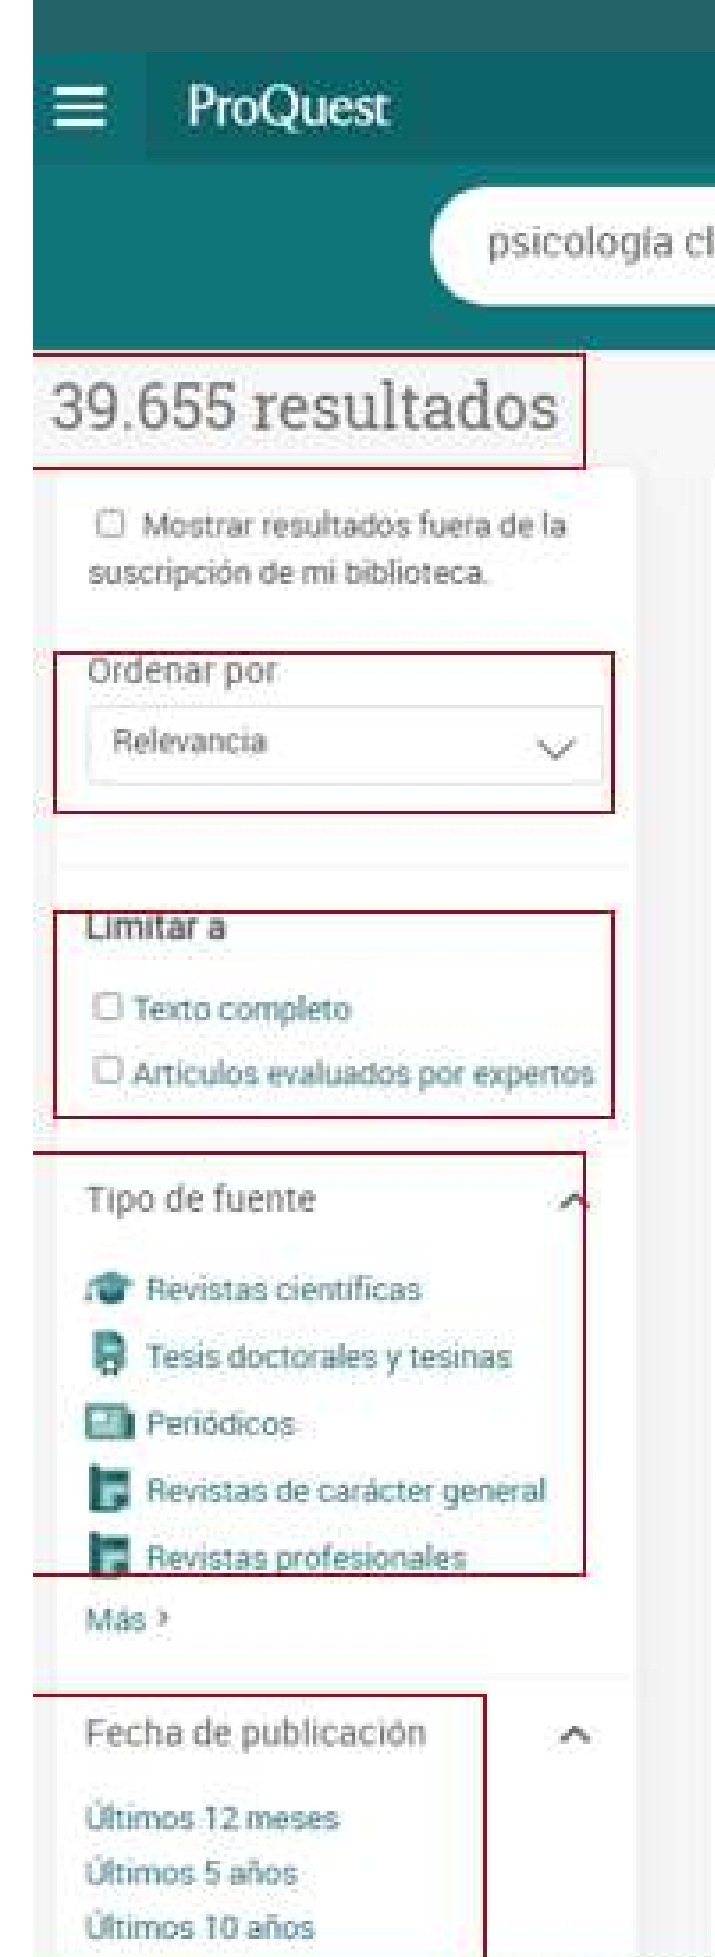 ProQuest
psicología
39.655 resultados
Mostrar resultados fuera de la
suscripción de mi biblioteca.
Ordenar por
Relevancia
Limitar a
Texto completo
Artículos evaluados por expertos
Tipo de fuente
Revistas científicas
Tesis doctorales y tesinas
Periódicos
Revistas de carácter general
Revistas profesionales
Más >
Fecha de publicación
Últimos 12 meses
Últimos 5 años
Últimos 10 años